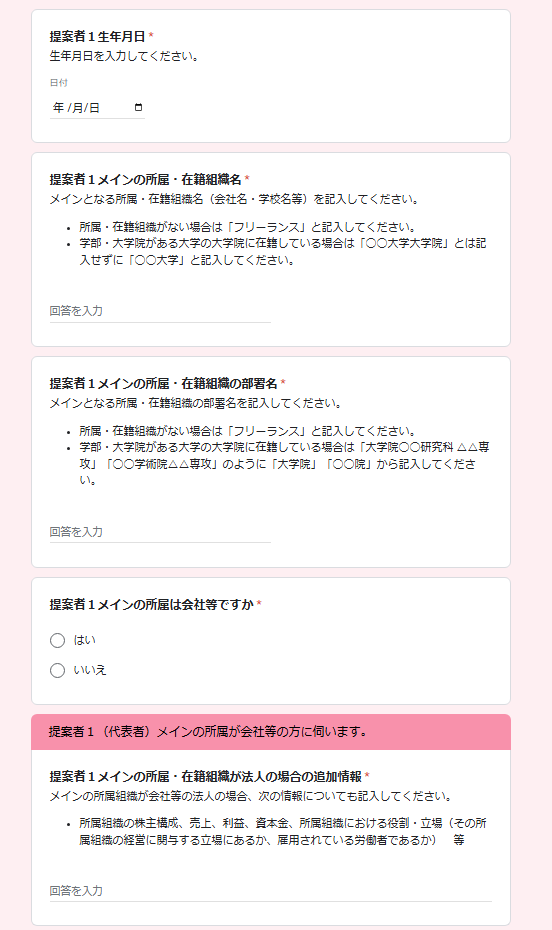 提案者１生年月日 *
生年月日を入力してください。
日付
年 /月/日
提案者１メインの所属・在籍組織名 *
メインとなる所属・在籍組織名（会社名・学校名等）を記入してください。
• 所属・在籍組織がない場合は「フリーランス」と記入してください。
• 学部・大学院がある大学の大学院に在籍している場合は「〇〇大学大学院」とは記
入せずに「〇〇大学」と記入してください。
回答を入力
提案者１メインの所属・在籍組織の部署名 *
メインとなる所属・在籍組織の部署名を記入してください。
• 所属・在籍組織がない場合は「フリーランス」と記入してください。
• 学部・大学院がある大学の大学院に在籍している場合は「大学院〇〇研究科 △△専
攻」「〇〇学術院△△専攻」のように「大学院」「〇〇院」から記入してくださ
い。
回答を入力
提案者１メインの所属は会社等ですか *
はい
いいえ
提案者１（代表者）メインの所属が会社等の方に伺います。
提案者１メインの所属・在籍組織が法人の場合の追加情報 *
メインの所属組織が会社等の法人の場合、次の情報についても記入してください。
• 所属組織の株主構成、売上、利益、資本金、所属組織における役割・立場（その所
属組織の経営に関与する立場にあるか、雇用されている労働者であるか）　等
回答を入力